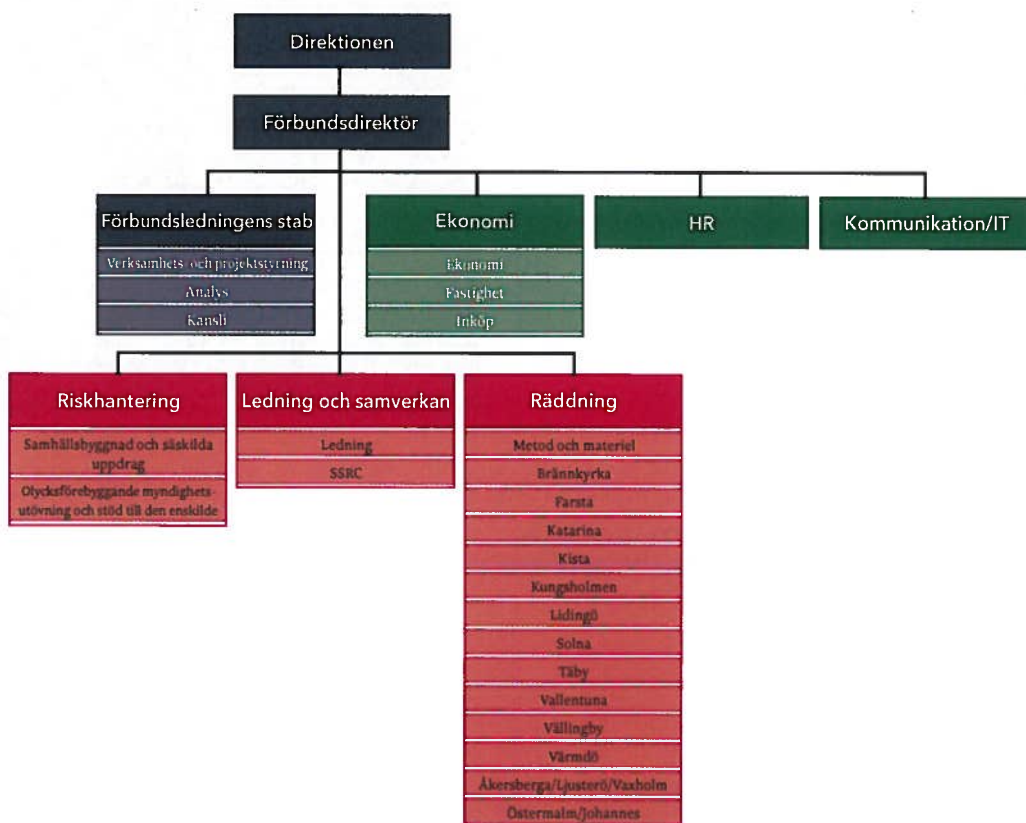 Direktionen
Förbundsdirektör
Förbundsledningens stab
Verksamhets- och projektstyrning
Analys
Kansli
Ekonomi
Ekonomi
Fastighet
Inköp
HR
Kommunikation/IT
Riskhantering
Samhällsbyggnad och säskilda
uppdrag
Olycksförebyggande myndighets-
utövning och stöd till den enskilde
Ledning och samverkan
Ledning
SSRC
Räddning
Metod och materiel
Brännkyrka
Farsta
Katarina
Kista
Kungsholmen
Lidingö
Solna
Täby
Vallentuna
Vällingby
Värmdö
Åkersberga/Ljusterö/Vaxholm
Östermalm/Johannes